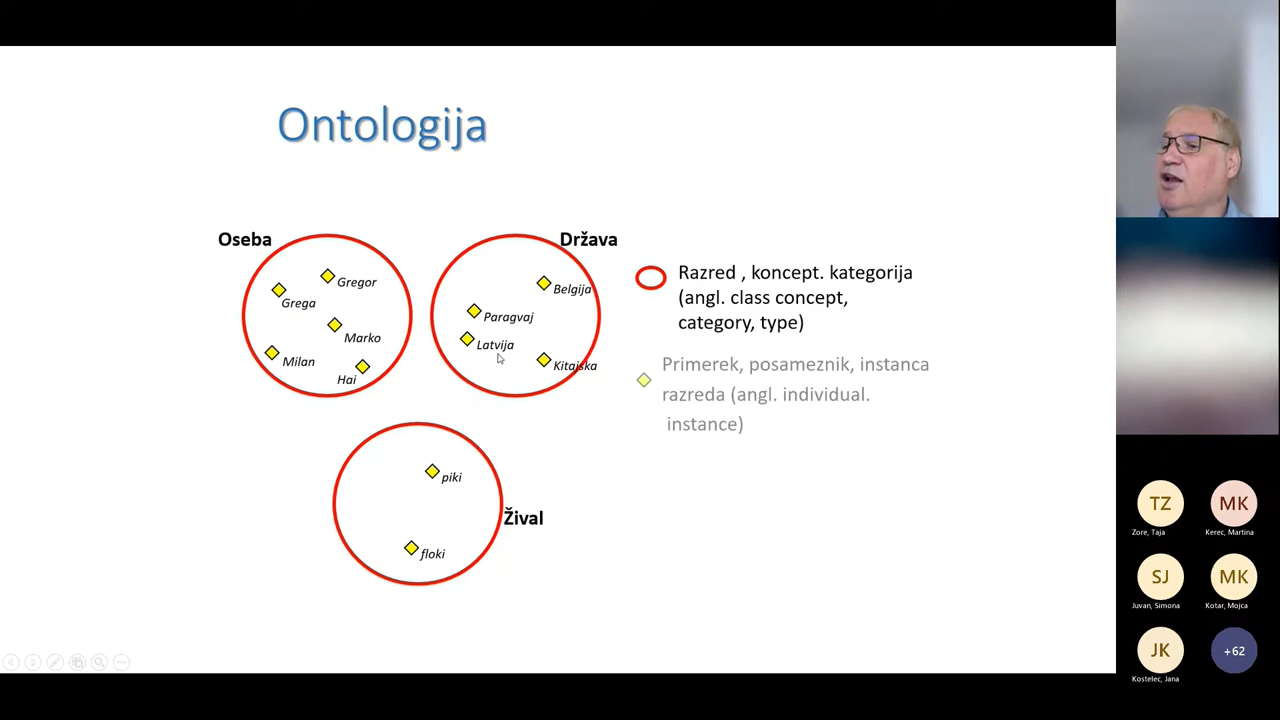 Ontologija
Oseba
Država
Gregor
Grega
Marko
Milan
Hai
Belgija
Paragvaj
Latvija
Kitajska
piki
floki
Žival
Razred , koncept. kategorija
(angl. class concept,
category, type)
Primerek, posameznik, instanca
razreda (angl. individual.
instance)
TZ
Zore, Taja
MK
Kerec, Martina
SJ
Juvan, Simona
MK
Kotar, Mojca
JK
Kostelec, Jana
+62